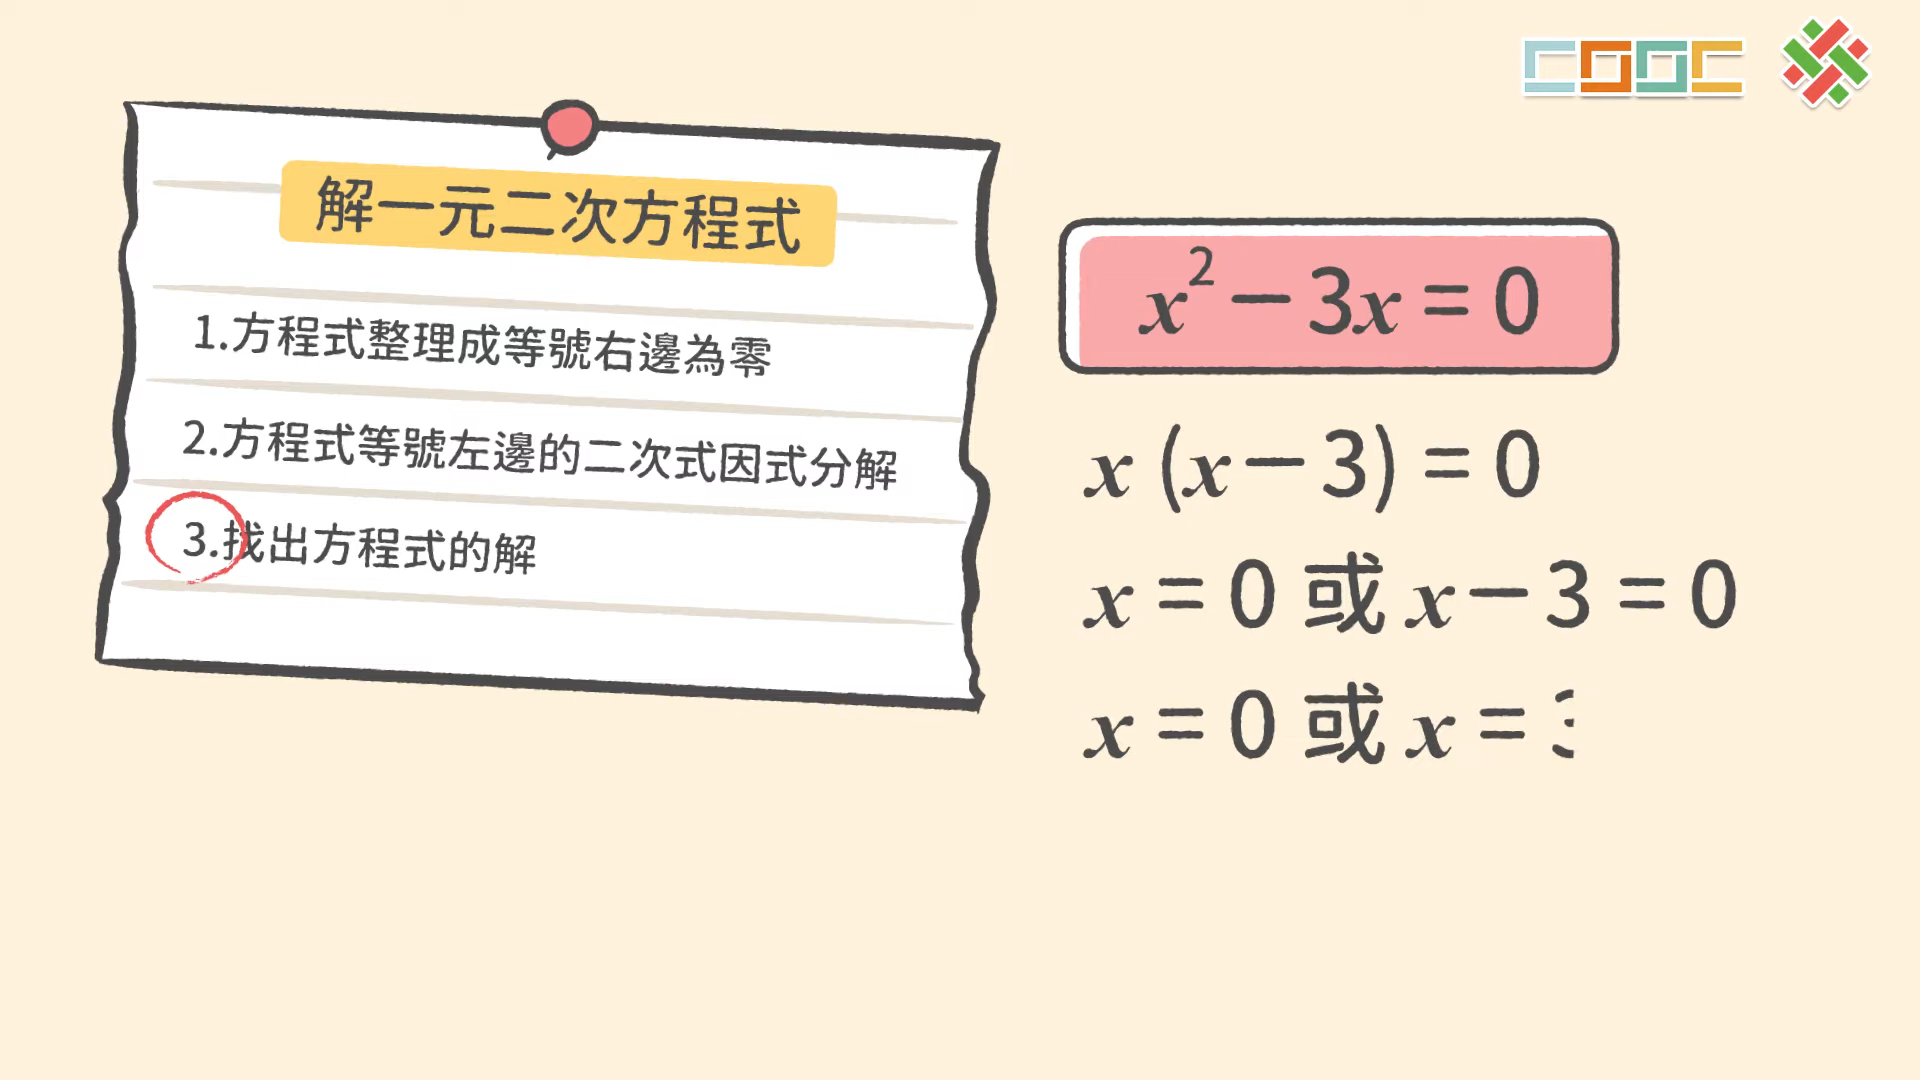 COOC
解一元二次方程式
1.方程式整理成等號右邊為零
2.方程式等號左邊的二次式因式分解
3.找出方程式的解
x² − 3x = 0
x (x − 3) = 0
x = 0 或 x − 3 = 0
x = 0 或 x =